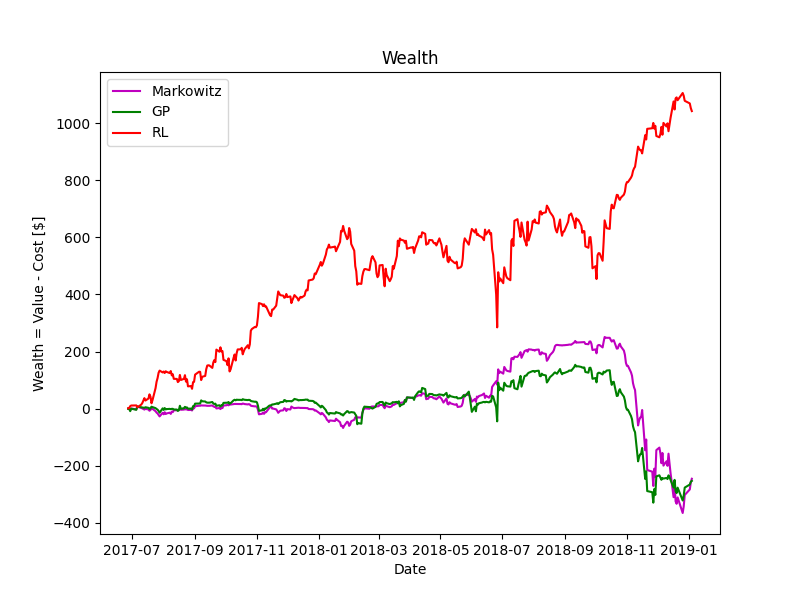 Wealth
Markowitz
GP
RL
Wealth = Value - Cost [$]
1000
800
600
400
200
0
−200
−400
2017-07 2017-09 2017-11 2018-01 2018-03 2018-05 2018-07 2018-09 2018-11 2019-01
Date